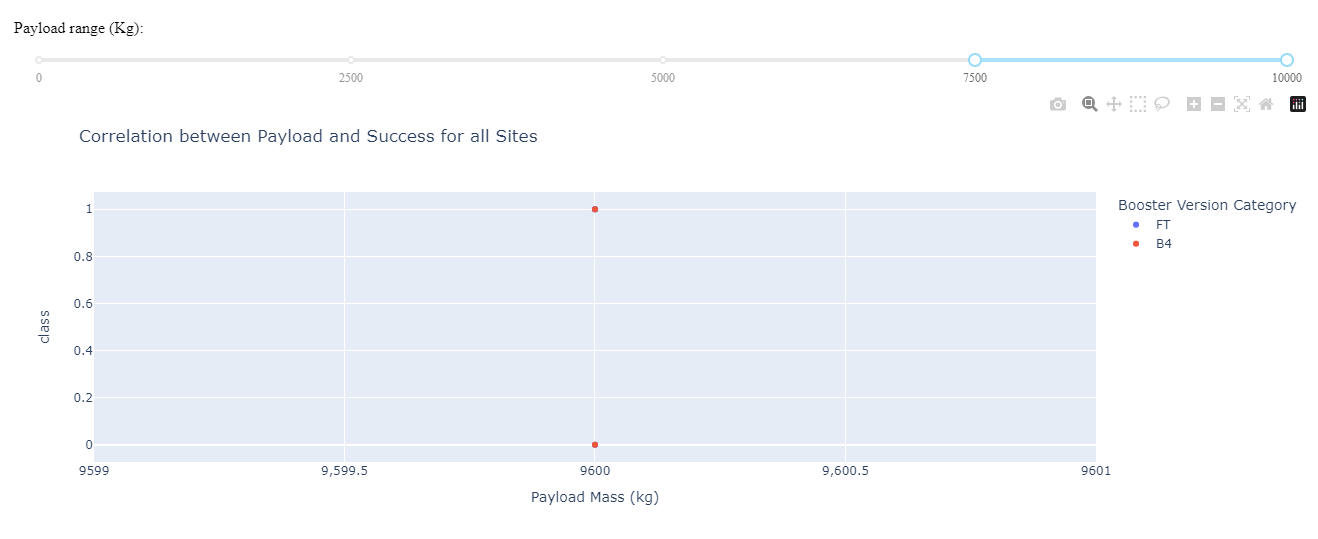 Payload range (Kg):
0 2500 5000 7500 10000
Correlation between Payload and Success for all Sites
Booster Version Category
FT
B4
1
0.8
0.6
0.4
0.2
0
class
9599 9,599.5 9600 9,600.5 9601
Payload Mass (kg)